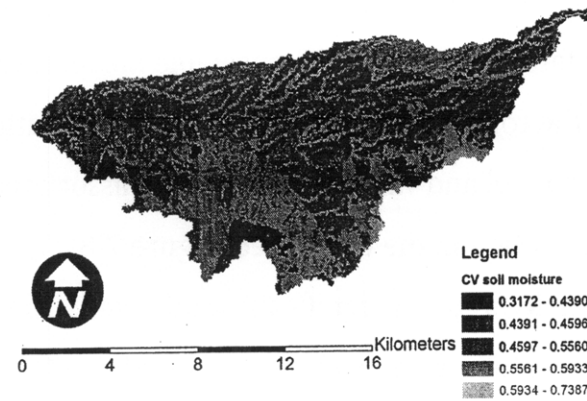 N
Kilometers
0 4 8 12 16
Legend
CV soil moisture
0.3172 - 0.4390
0.4391 - 0.4596
0.4597 - 0.5560
0.5561 - 0.5933
0.5934 - 0.7387